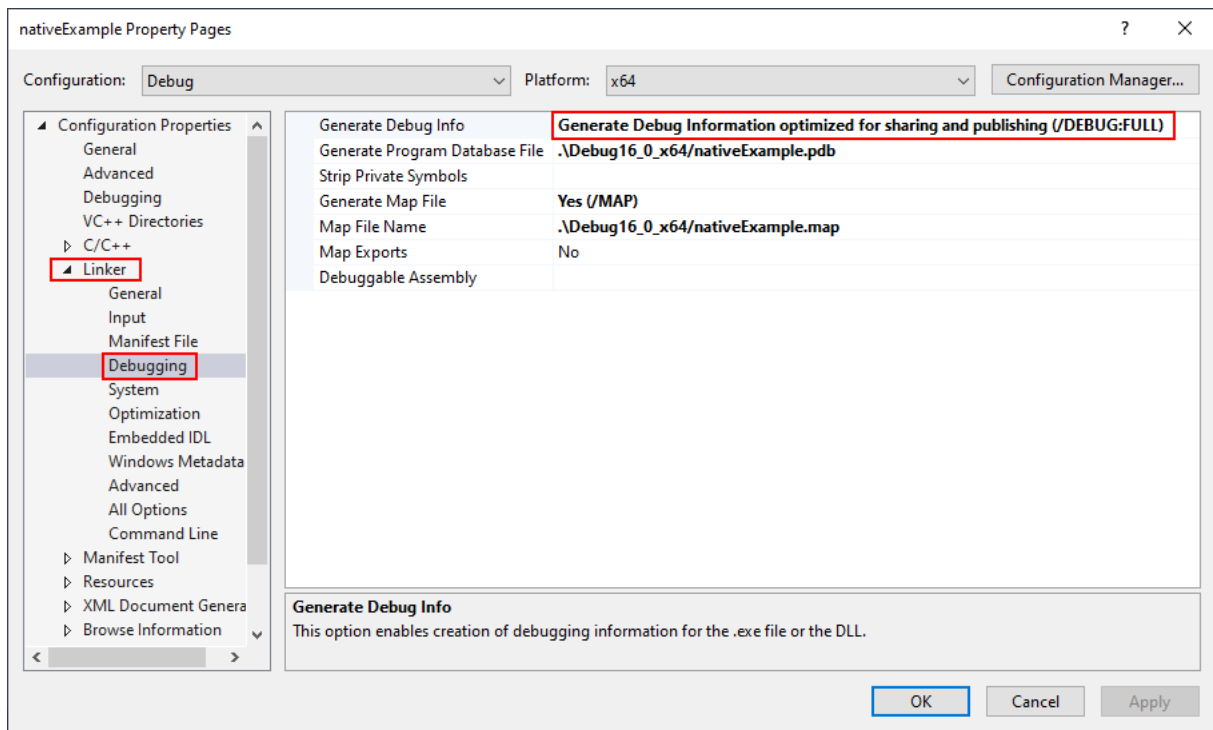 nativeExample Property Pages
?
Configuration: Debug Platform: x64 Configuration Manager...
Configuration Properties
General
Advanced
Debugging
VC++ Directories
C/C++
Linker
General
Input
Manifest File
Debugging
System
Optimization
Embedded IDL
Windows Metadata
Advanced
All Options
Command Line
Manifest Tool
Resources
XML Document Genera
Browse Information
Generate Debug Info Generate Debug Information optimized for sharing and publishing (/DEBUG:FULL)
Generate Program Database File .\Debug16_0_x64/nativeExample.pdb
Strip Private Symbols
Generate Map File Yes (/MAP)
Map File Name .\Debug16_0_x64/nativeExample.map
Map Exports No
Debuggable Assembly
Generate Debug Info
This option enables creation of debugging information for the .exe file or the DLL.
OK Cancel Apply